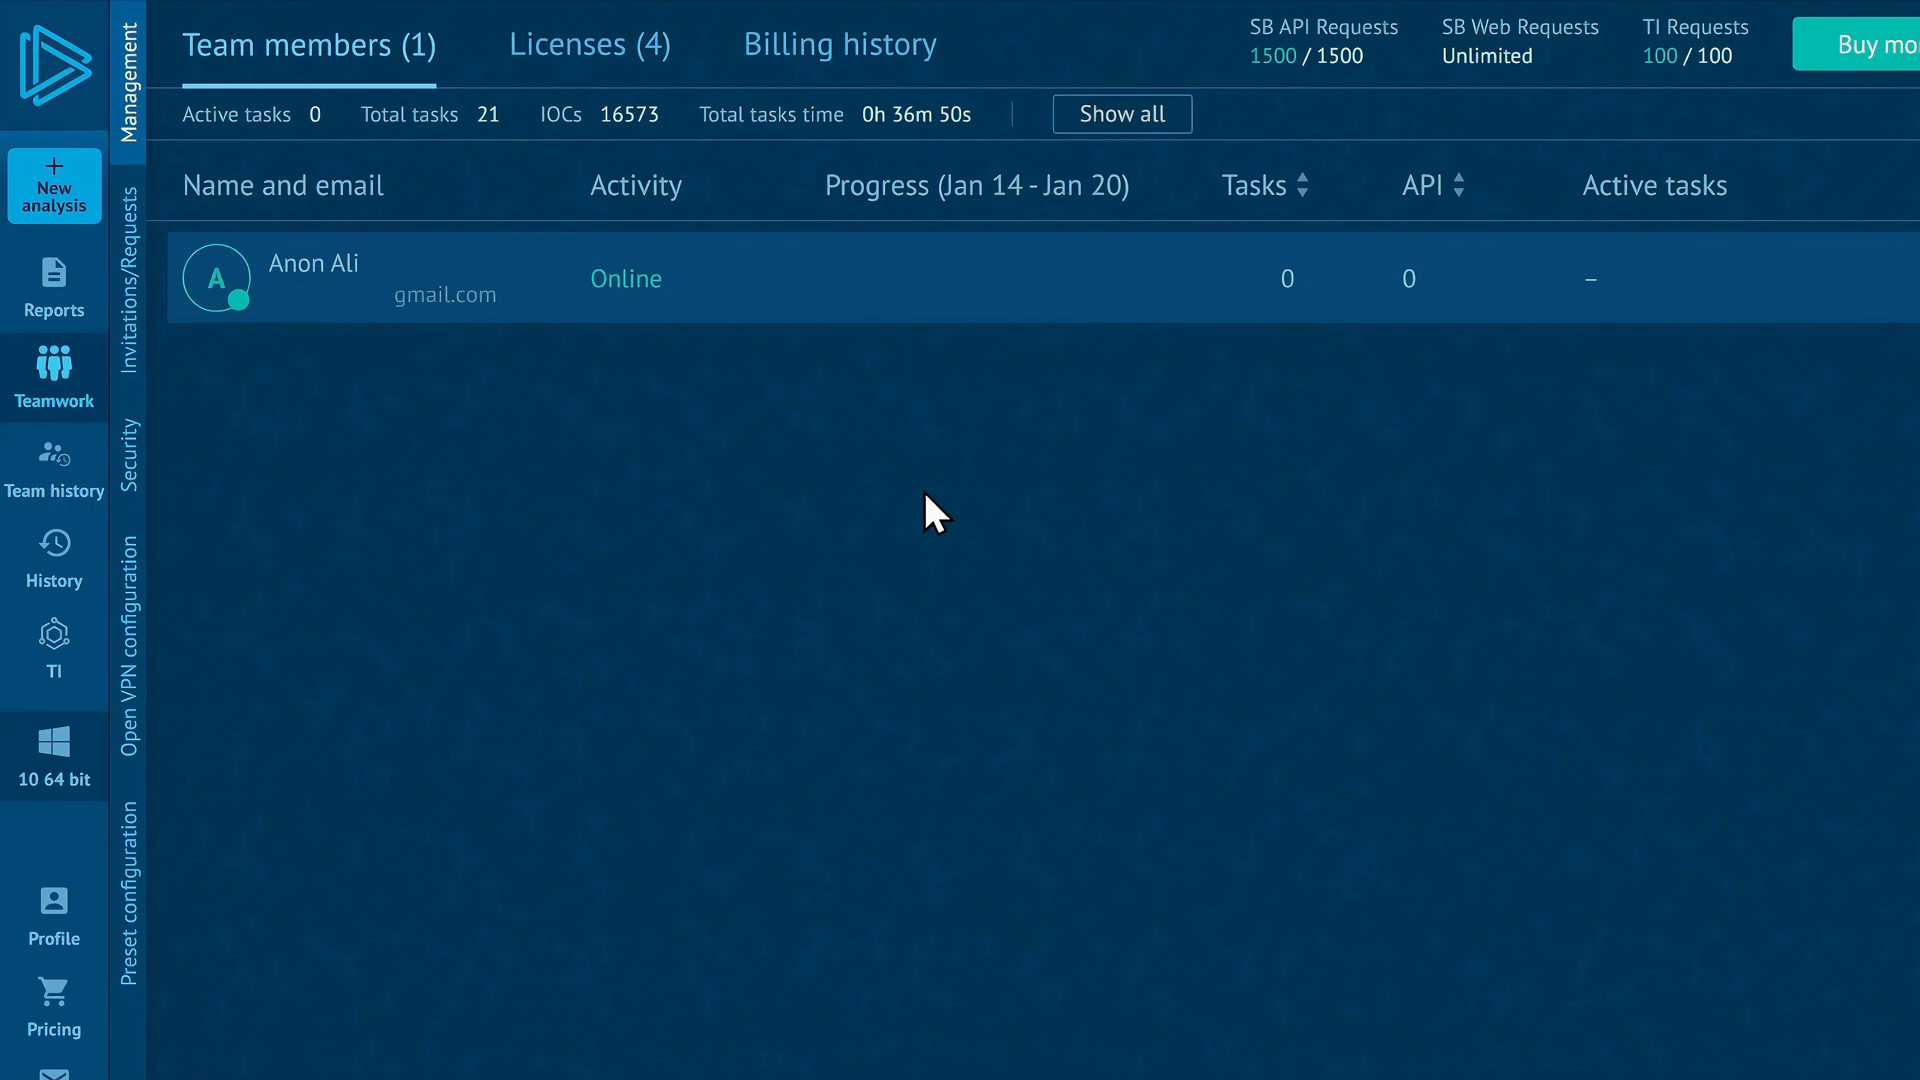 Team members (1)
Licenses (4)
Billing history
SB API Requests
1500 / 1500
SB Web Requests
Unlimited
TI Requests
100 / 100
Buy mo
Active tasks 0
Total tasks 21
IOCs 16573
Total tasks time 0h 36m 50s
Show all
Name and email
Activity
Progress (Jan 14 - Jan 20)
Tasks
API
Active tasks
A
Anon Ali
gmail.com
Online
0
0
–
+
New
analysis
Reports
Teamwork
Team history
History
TI
10 64 bit
Profile
Pricing
Management
Invitations/Requests
Security
Open VPN configuration
Preset configuration